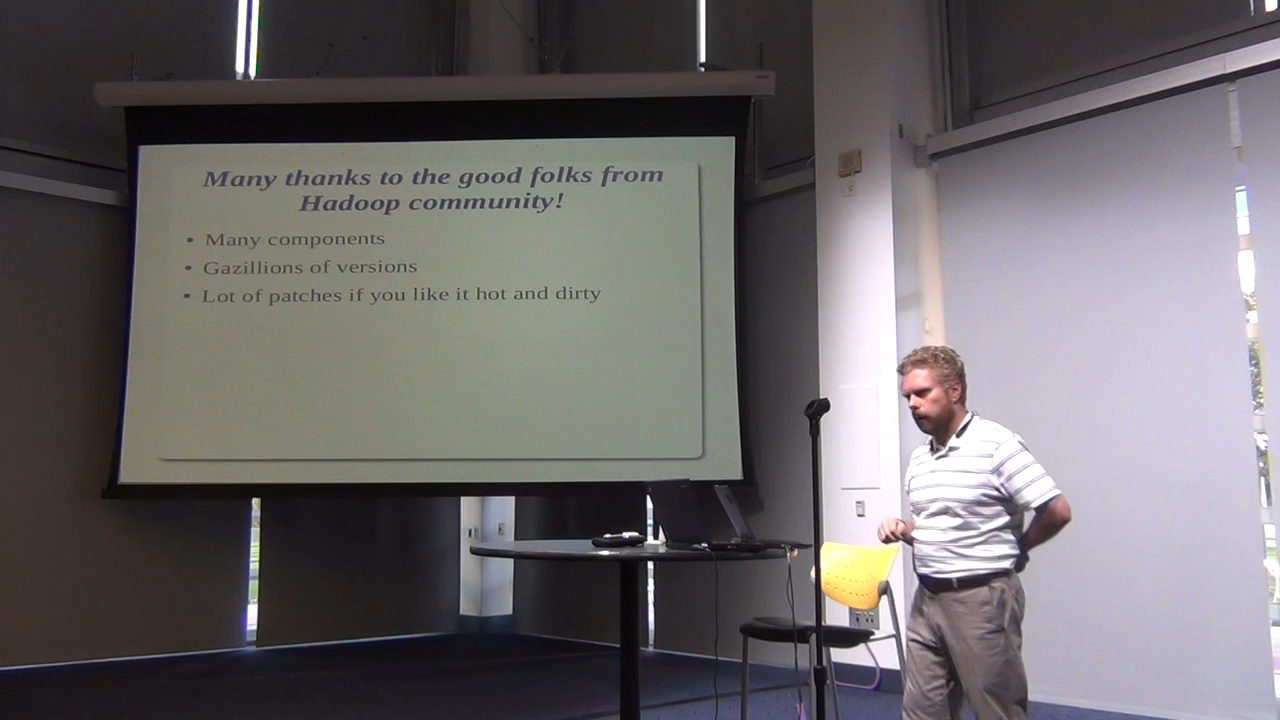 Many thanks to the good folks from
Hadoop community!
• Many components
• Gazillions of versions
• Lot of patches if you like it hot and dirty